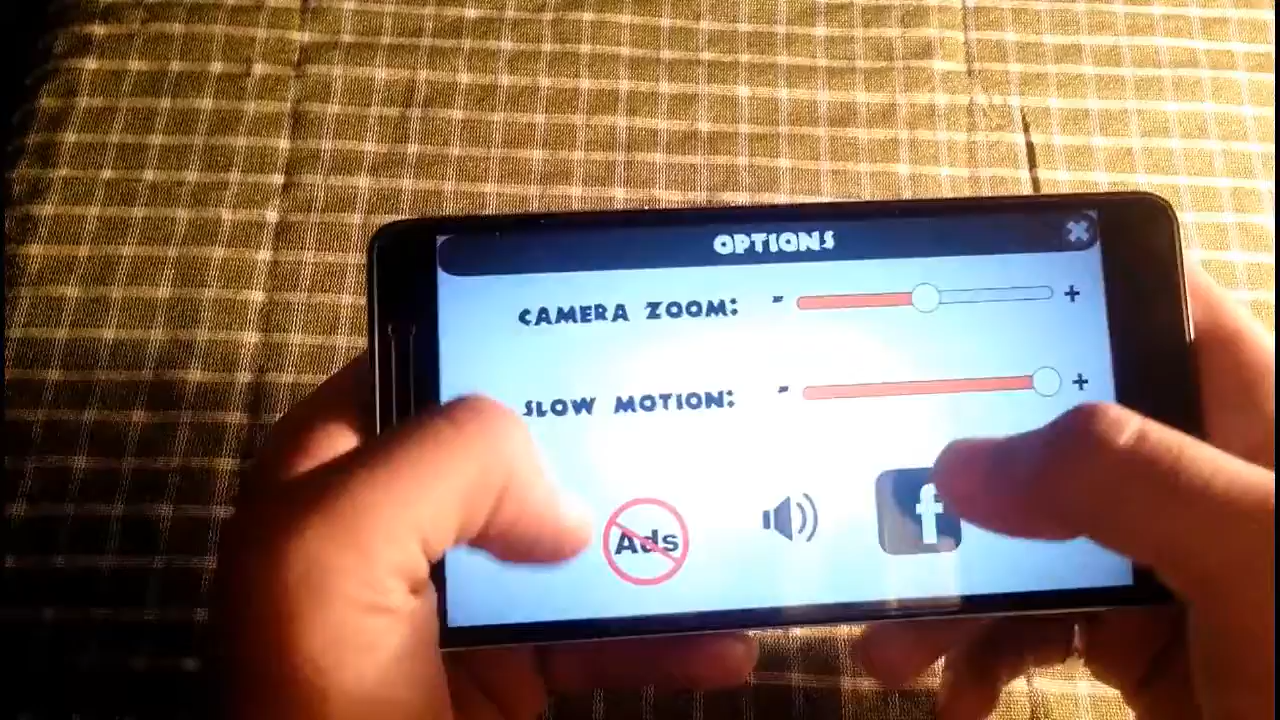 OPTIONS
CAMERA ZOOM: - +
SLOW MOTION: - +
Ads
f